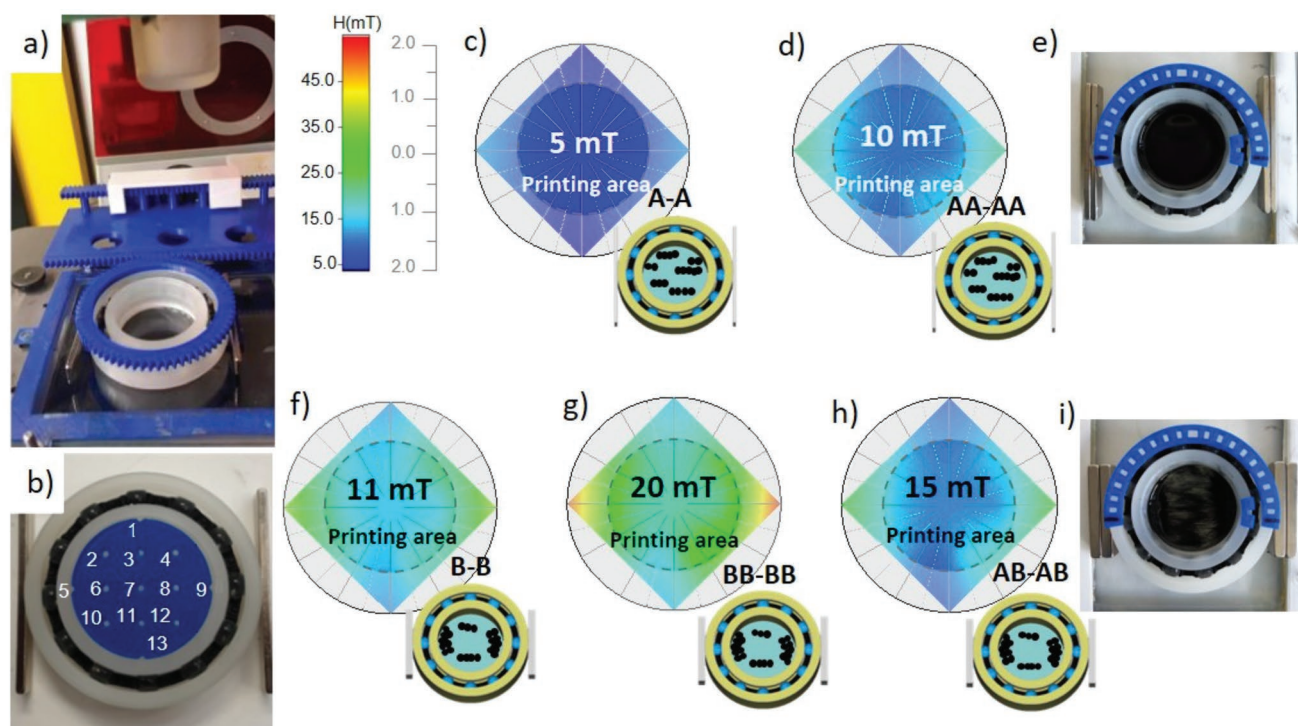 a)
H(mT)
45.0
35.0
25.0
15.0
5.0
2.0
1.0
0.0
1.0
2.0
c)
5 mT
Printing area
A-A
d)
10 mT
Printing area
AA-AA
e)
b)
1
2 3 4
5 6 7 8 9
10 11 12
13
f)
11 mT
Printing area
B-B
g)
20 mT
Printing area
BB-BB
h)
15 mT
Printing area
AB-AB
i)